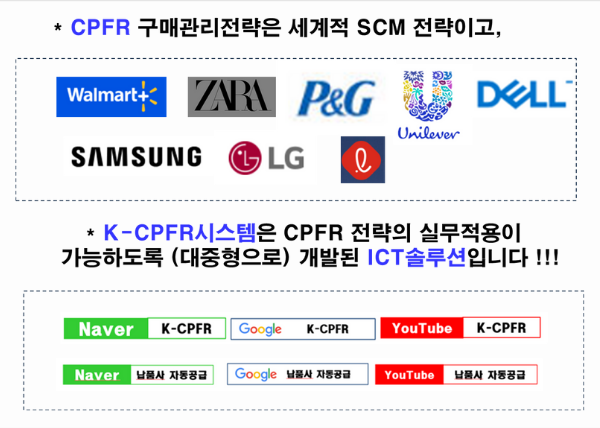 * CPFR 구매관리전략은 세계적 SCM 전략이고,
Walmart+ ZARA P&G Unilever DELL
SAMSUNG LG
* K-CPFR시스템은 CPFR 전략의 실무적용이
가능하도록 (대중형으로) 개발된 ICT솔루션입니다 !!!
Naver K-CPFR Google K-CPFR YouTube K-CPFR
Naver 납품사 자동공급 Google 납품사 자동공급 YouTube 납품사 자동공급